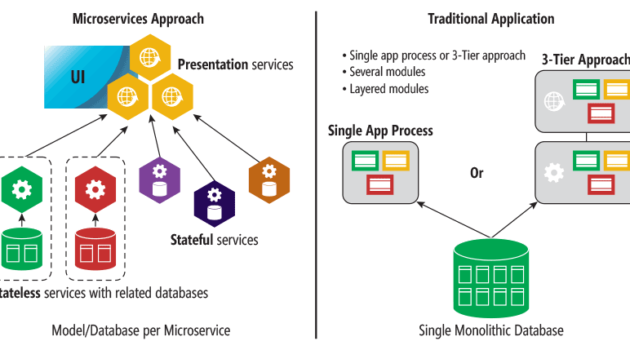 Microservices Approach
UI
Presentation services
Stateful services
tateless services with related databases
Model/Database per Microservice
Traditional Application
• Single app process or 3-Tier approach
• Several modules
• Layered modules
3-Tier Approach
Single App Process
Or
Single Monolithic Database